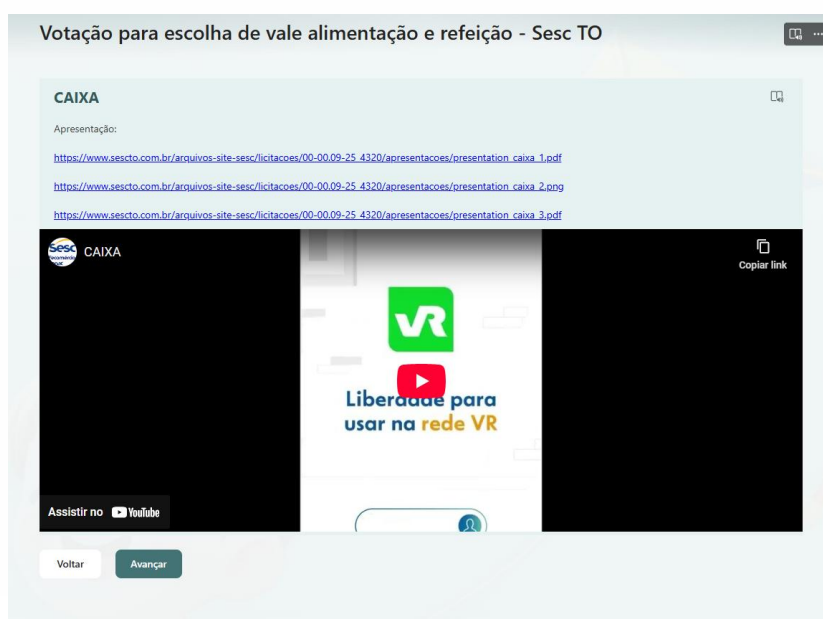 Votação para escolha de vale alimentação e refeição - Sesc TO
CAIXA
Apresentação:
https://www.sescto.com.br/arquivos-site-sesc/licitacoes/00-00.09-25_4320/apresentacoes/presentation_caixa_1.pdf
https://www.sescto.com.br/arquivos-site-sesc/licitacoes/00-00.09-25_4320/apresentacoes/presentation_caixa_2.png
https://www.sescto.com.br/arquivos-site-sesc/licitacoes/00-00.09-25_4320/apresentacoes/presentation_caixa_3.pdf
Sesc
CAIXA
Copiar link
VR
Liberdade para
usar na rede VR
Assistir no YouTube
Voltar
Avançar